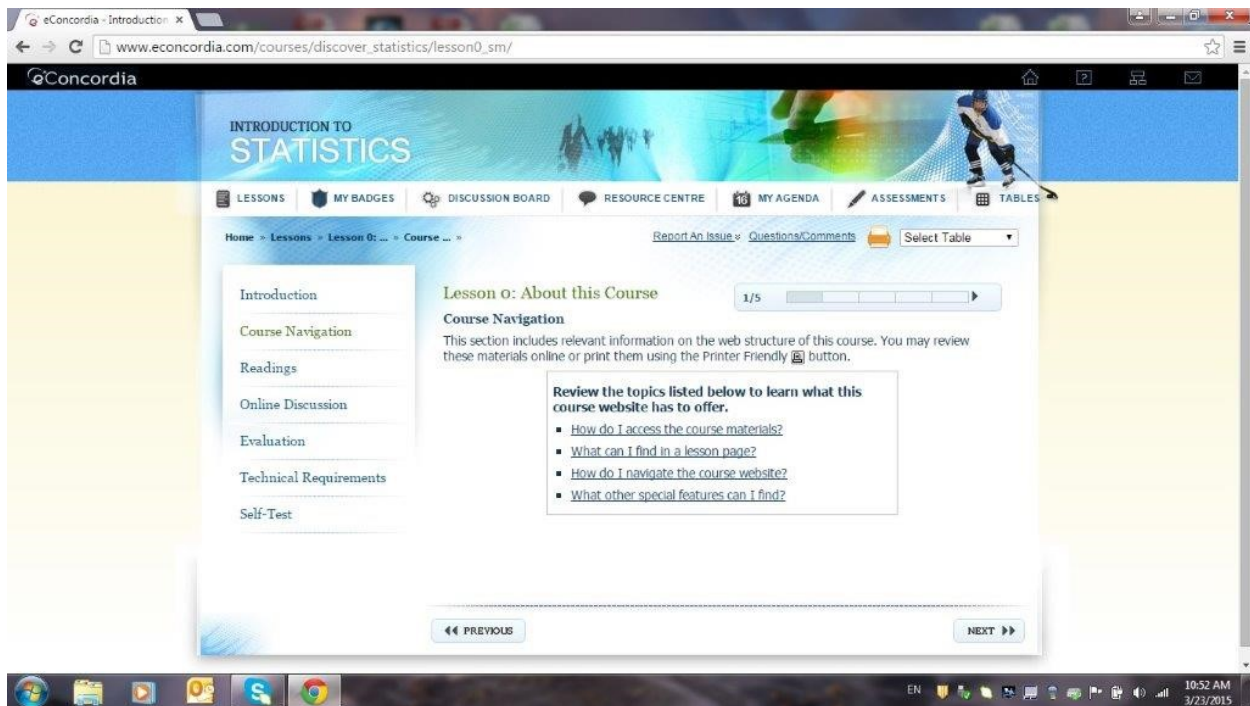 eConcordia - Introduction
www.econcordia.com/courses/discover_statistics/lesson0_sm/
eConcordia
INTRODUCTION TO
STATISTICS
LESSONS MY BADGES DISCUSSION BOARD RESOURCE CENTRE 16 MY AGENDA ASSESSMENTS TABLES
Home » Lessons » Lesson 0: ... » Course ... » Report An Issue Questions/Comments Select Table
Introduction
Course Navigation
Readings
Online Discussion
Evaluation
Technical Requirements
Self-Test
Lesson 0: About this Course
1/5
Course Navigation
This section includes relevant information on the web structure of this course. You may review
these materials online or print them using the Printer Friendly button.
Review the topics listed below to learn what this
course website has to offer.
▪ How do I access the course materials?
▪ What can I find in a lesson page?
▪ How do I navigate the course website?
▪ What other special features can I find?
PREVIOUS
NEXT
EN
10:52 AM
3/23/2015